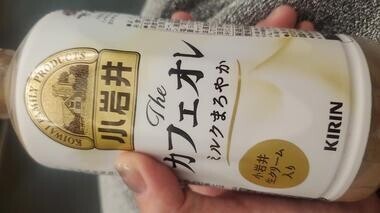 KOIWAI FAMILY PRODUCTS
小岩井
The
カフェオレ
ミルクまろやか
小岩井
生クリーム
入り
KIRIN